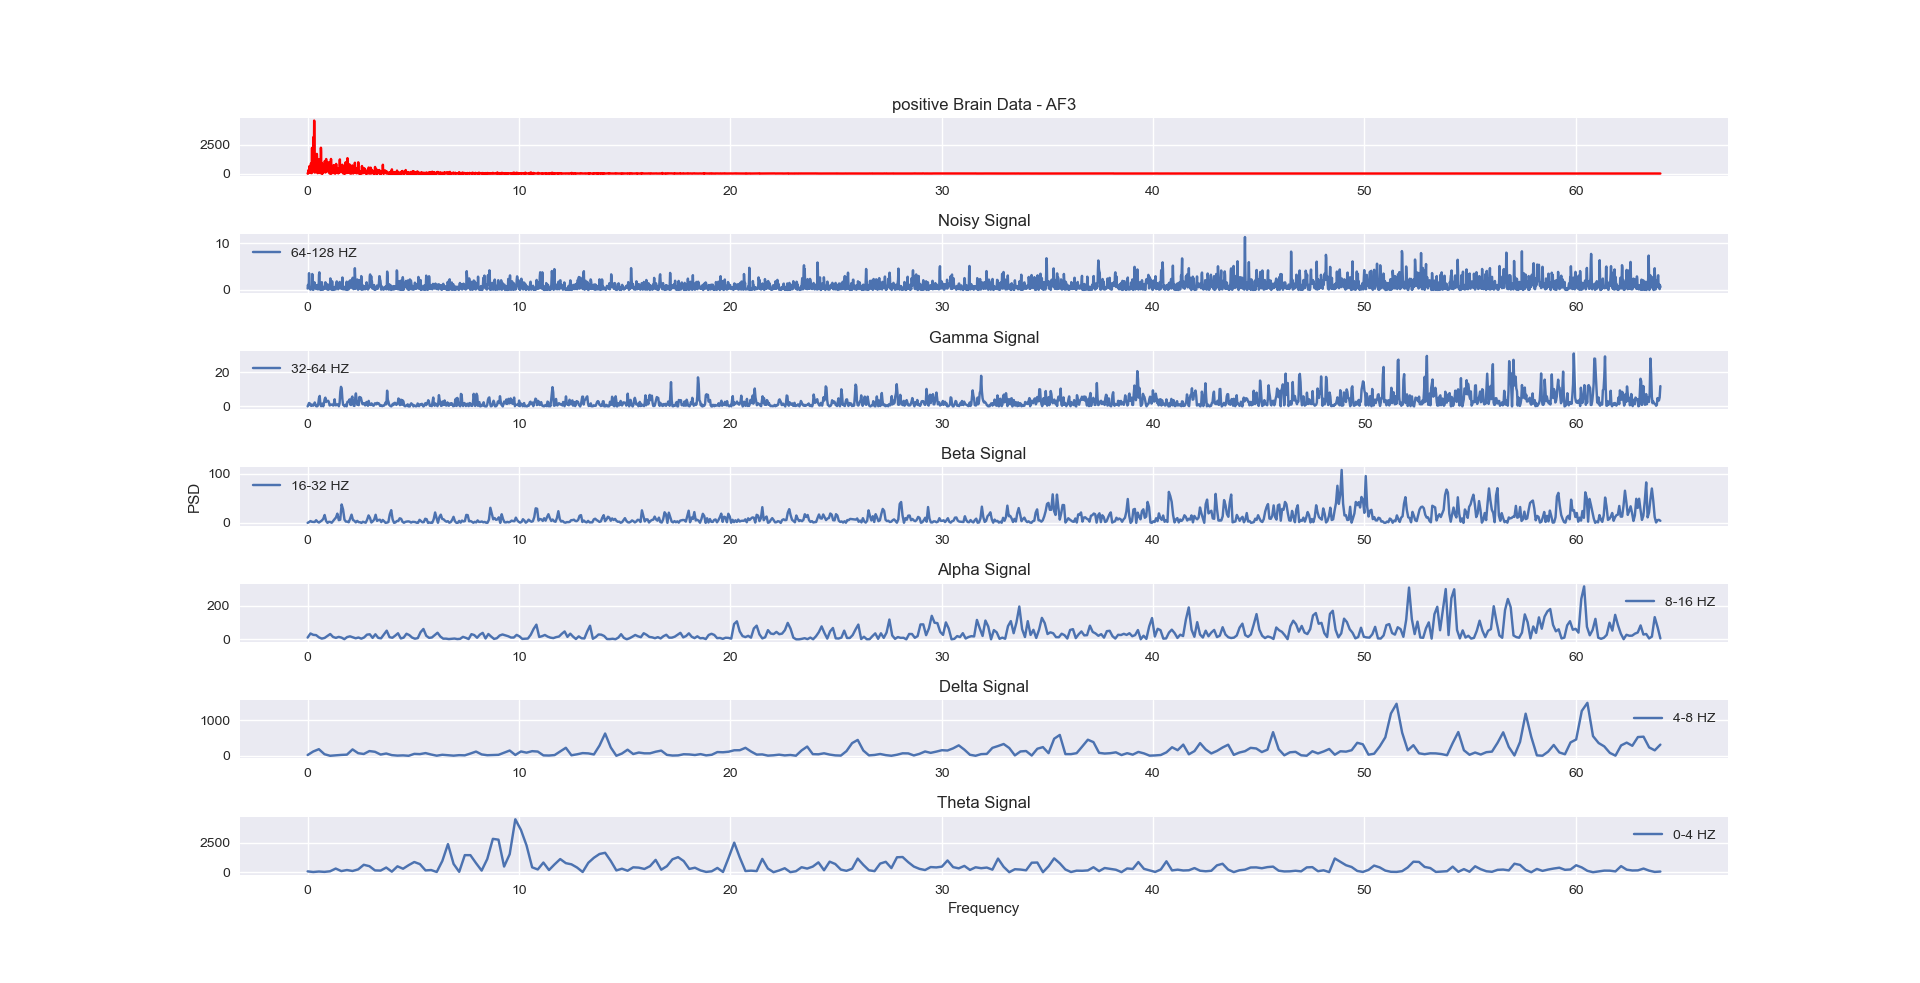 positive Brain Data - AF3
2500
0
0 10 20 30 40 50 60
Noisy Signal
10
0
64-128 HZ
0 10 20 30 40 50 60
Gamma Signal
20
0
32-64 HZ
0 10 20 30 40 50 60
Beta Signal
100
0
16-32 HZ
PSD
0 10 20 30 40 50 60
Alpha Signal
200
0
8-16 HZ
0 10 20 30 40 50 60
Delta Signal
1000
0
4-8 HZ
0 10 20 30 40 50 60
Theta Signal
2500
0
0-4 HZ
0 10 20 30 40 50 60
Frequency